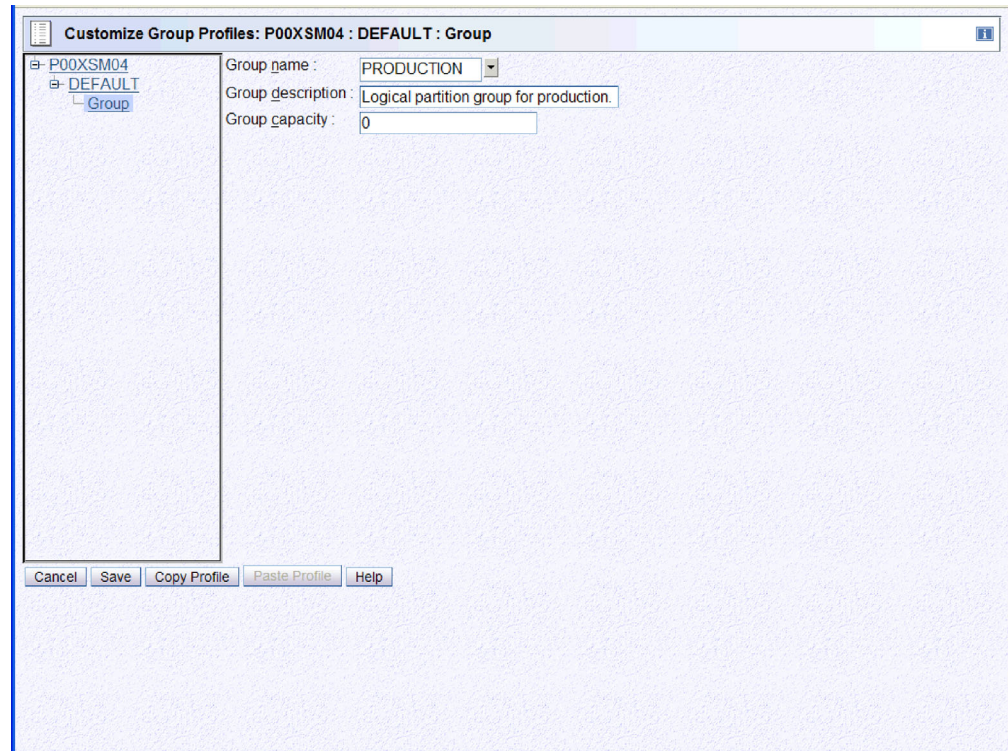 Customize Group Profiles: P00XSM04 : DEFAULT : Group
P00XSM04
DEFAULT
Group
Group name : PRODUCTION
Group description : Logical partition group for production.
Group capacity : 0
Cancel Save Copy Profile Paste Profile Help